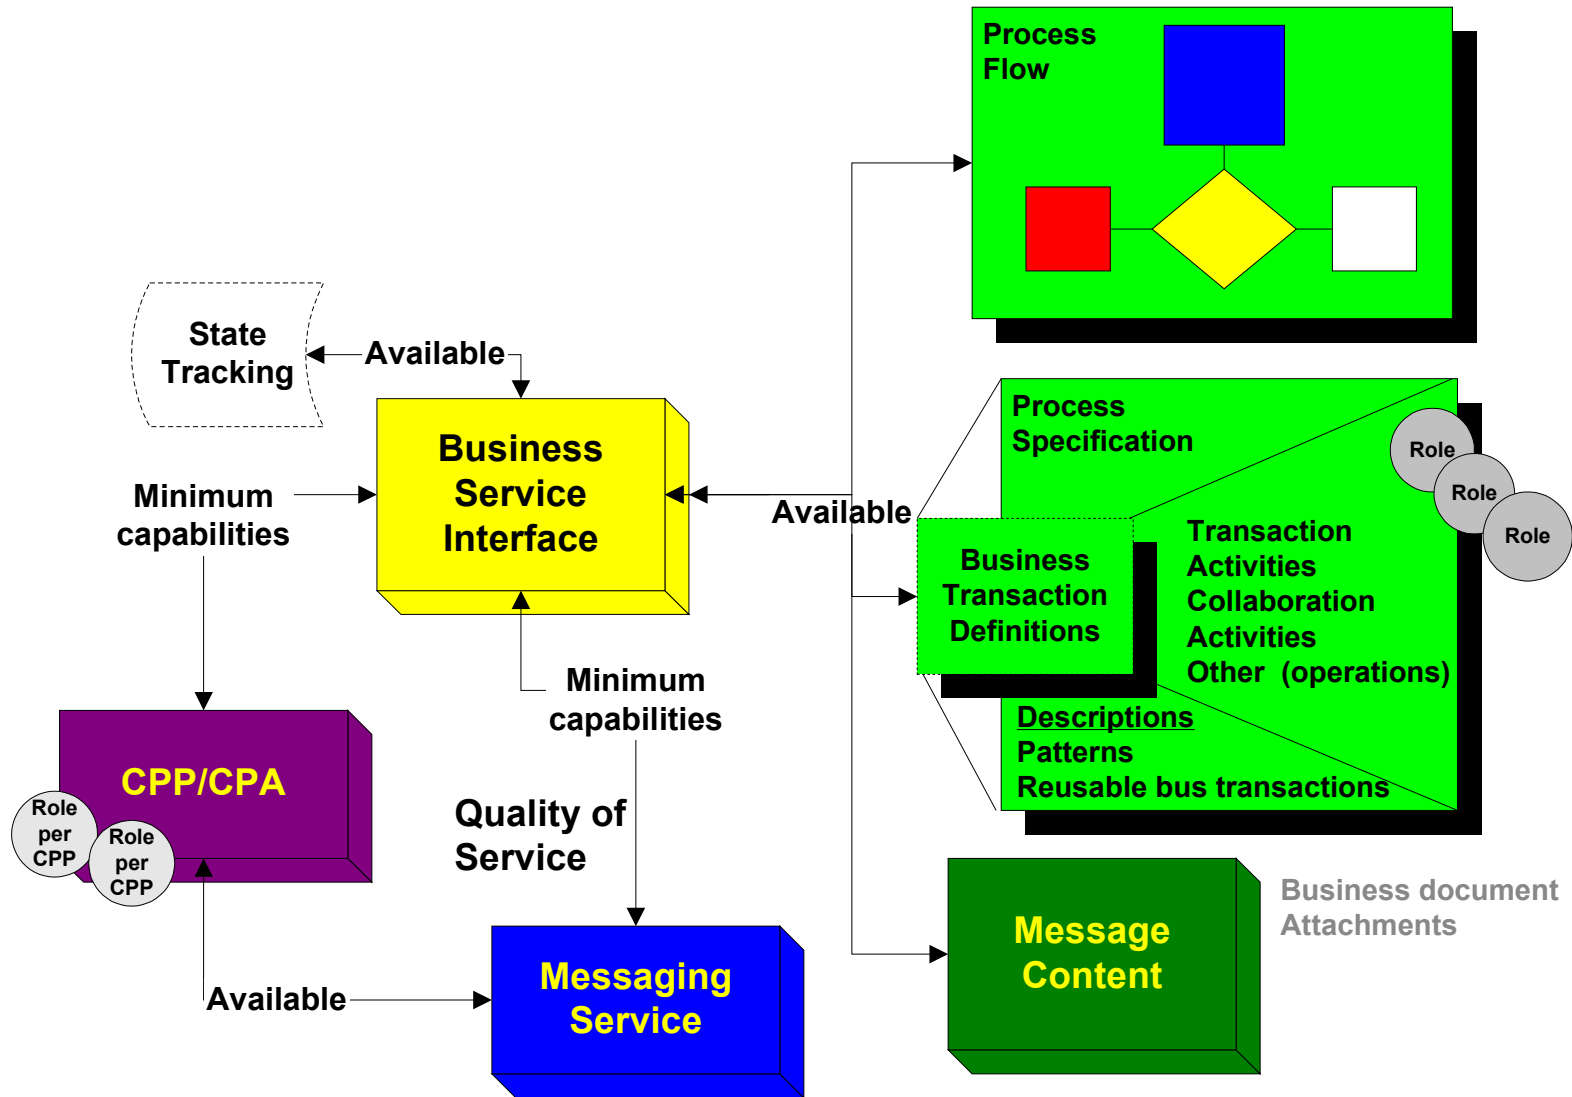 Process
Flow
State
Tracking
Available
Business
Service
Interface
Minimum
capabilities
Available
Process
Specification
Role
Role
Role
Business
Transaction
Definitions
Transaction
Activities
Collaboration
Activities
Other (operations)
Descriptions
Patterns
Reusable bus transactions
Minimum
capabilities
CPP/CPA
Role
per
CPP
Role
per
CPP
Quality of
Service
Available
Messaging
Service
Message
Content
Business document
Attachments